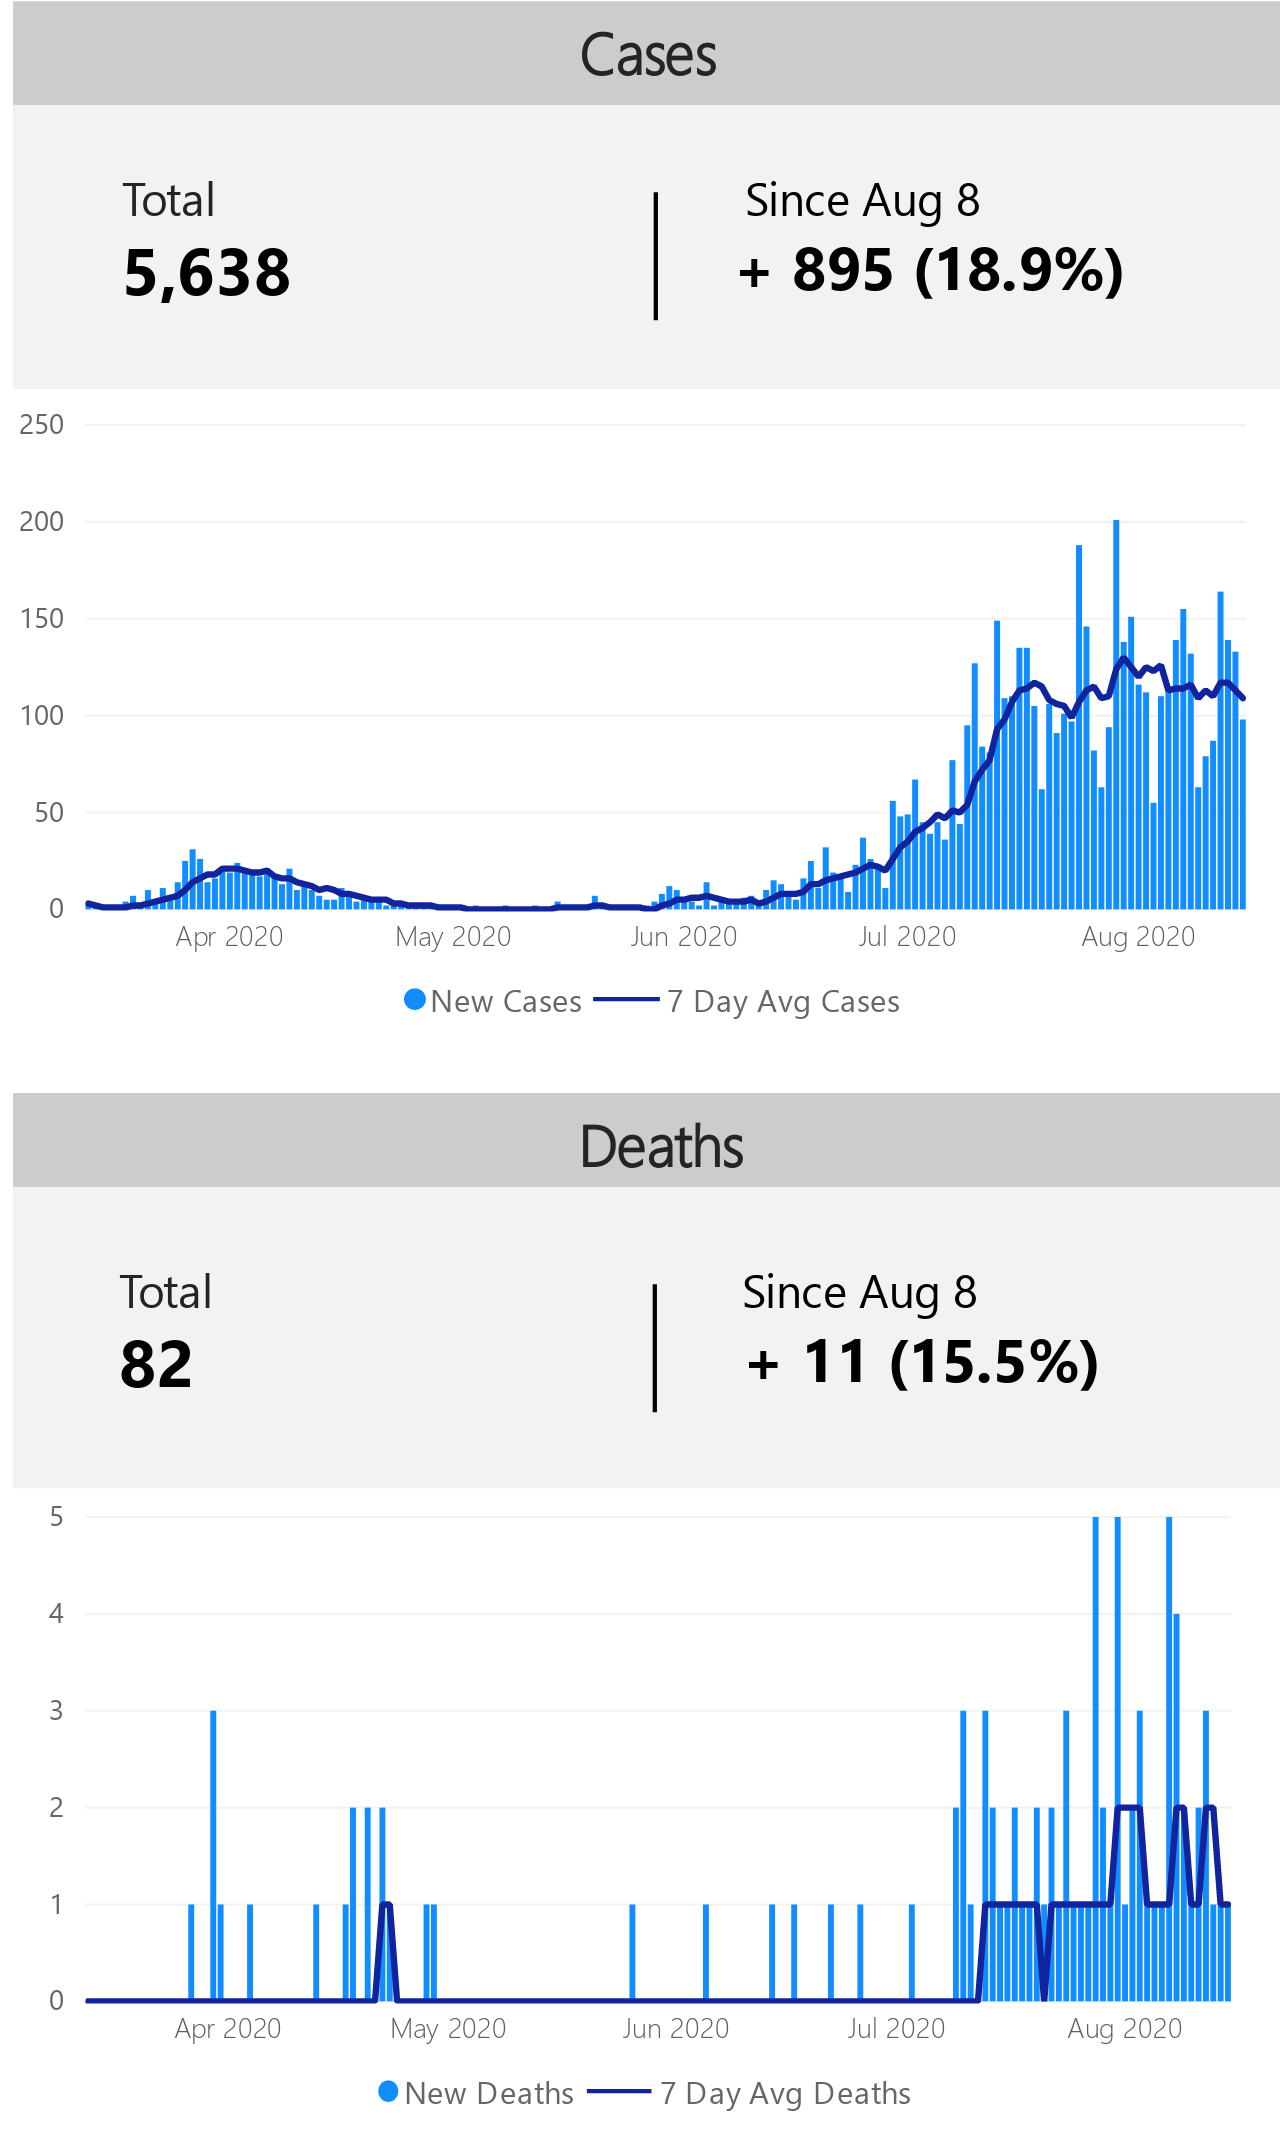 Cases
Total
5,638
Since Aug 8
+ 895 (18.9%)
250
200
150
100
50
0
Apr 2020 May 2020 Jun 2020 Jul 2020 Aug 2020
New Cases 7 Day Avg Cases
Deaths
Total
82
Since Aug 8
+ 11 (15.5%)
5
4
3
2
1
0
Apr 2020 May 2020 Jun 2020 Jul 2020 Aug 2020
New Deaths 7 Day Avg Deaths